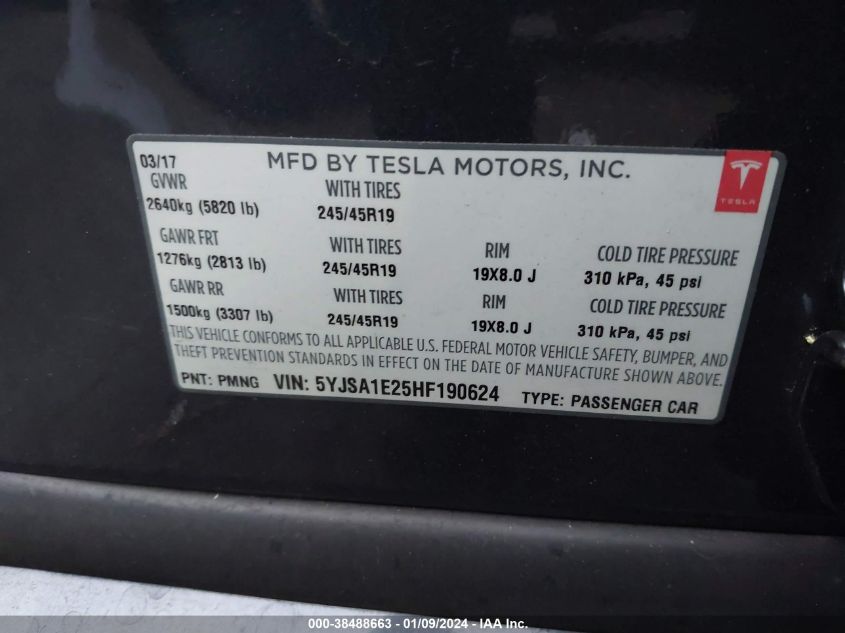 03/17 MFD BY TESLA MOTORS, INC.
TESLA
GVWR WITH TIRES
2640kg (5820 lb) 245/45R19
GAWR FRT WITH TIRES RIM COLD TIRE PRESSURE
1276kg (2813 lb) 245/45R19 19X8.0 J 310 kPa, 45 psi
GAWR RR WITH TIRES RIM COLD TIRE PRESSURE
1500kg (3307 lb) 245/45R19 19X8.0 J 310 kPa, 45 psi
THIS VEHICLE CONFORMS TO ALL APPLICABLE U.S. FEDERAL MOTOR VEHICLE SAFETY, BUMPER, AND
THEFT PREVENTION STANDARDS IN EFFECT ON THE DATE OF MANUFACTURE SHOWN ABOVE.
PNT: PMNG VIN: 5YJSA1E25HF190624 TYPE: PASSENGER CAR
000-38488663 - 01/09/2024 - IAAI.com